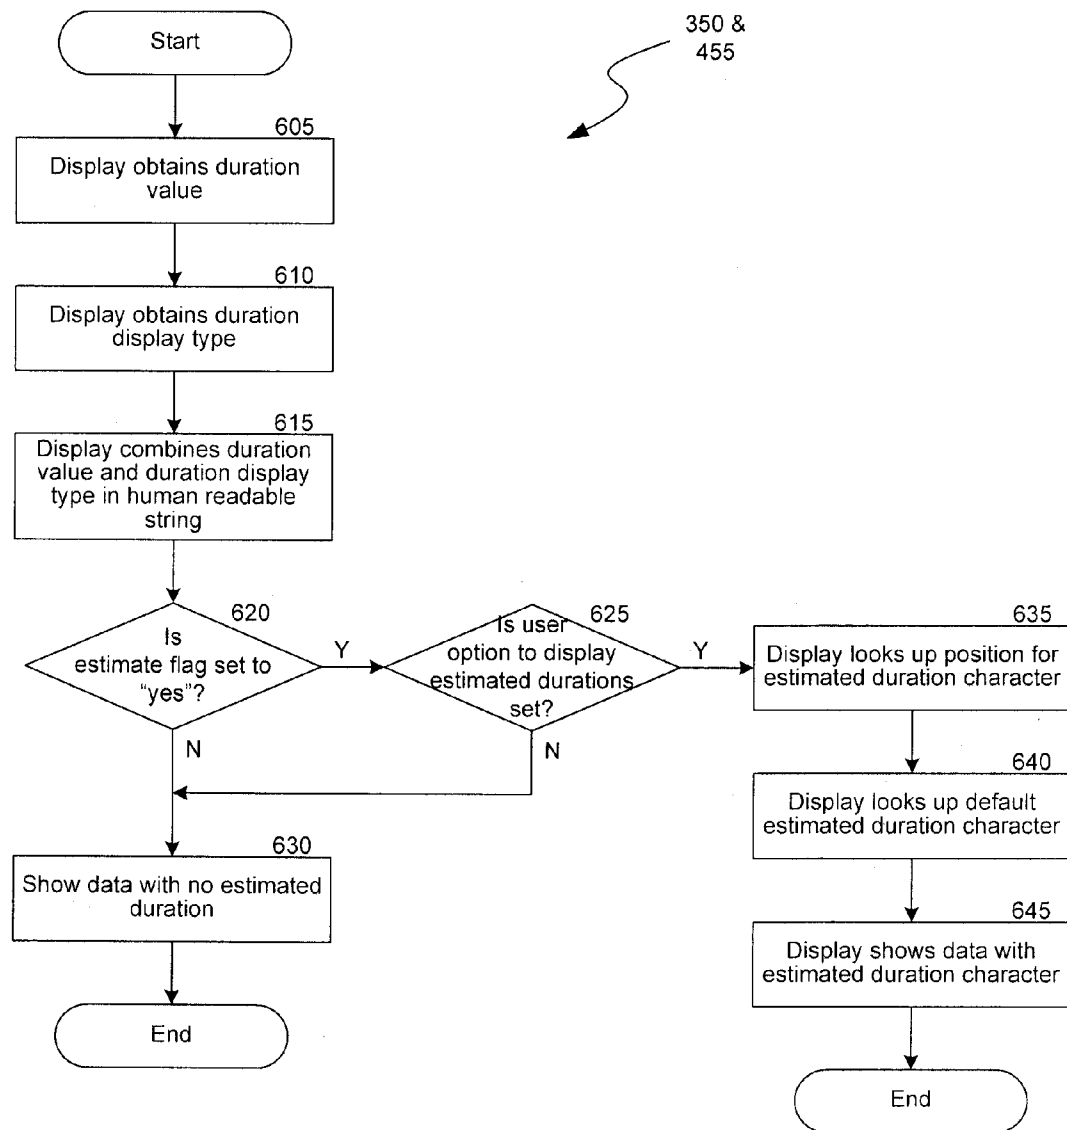 Start
350 &
455
605
Display obtains duration
value
610
Display obtains duration
display type
615
Display combines duration
value and duration display
type in human readable
string
620
Is
estimate flag set to
"yes"?
Y
N
625
Is user
option to display
estimated durations
set?
Y
N
635
Display looks up position for
estimated duration character
640
Display looks up default
estimated duration character
630
Show data with no estimated
duration
645
Display shows data with
estimated duration character
End
End